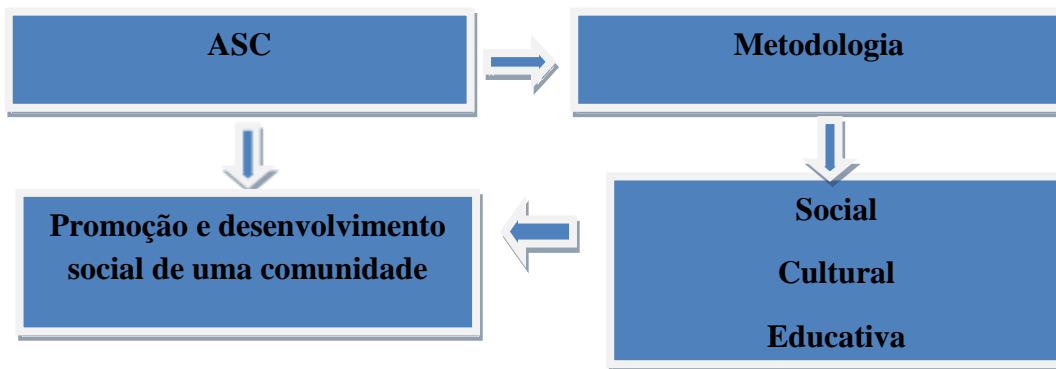 ASC
Metodologia
Promoção e desenvolvimento
social de uma comunidade
Social
Cultural
Educativa